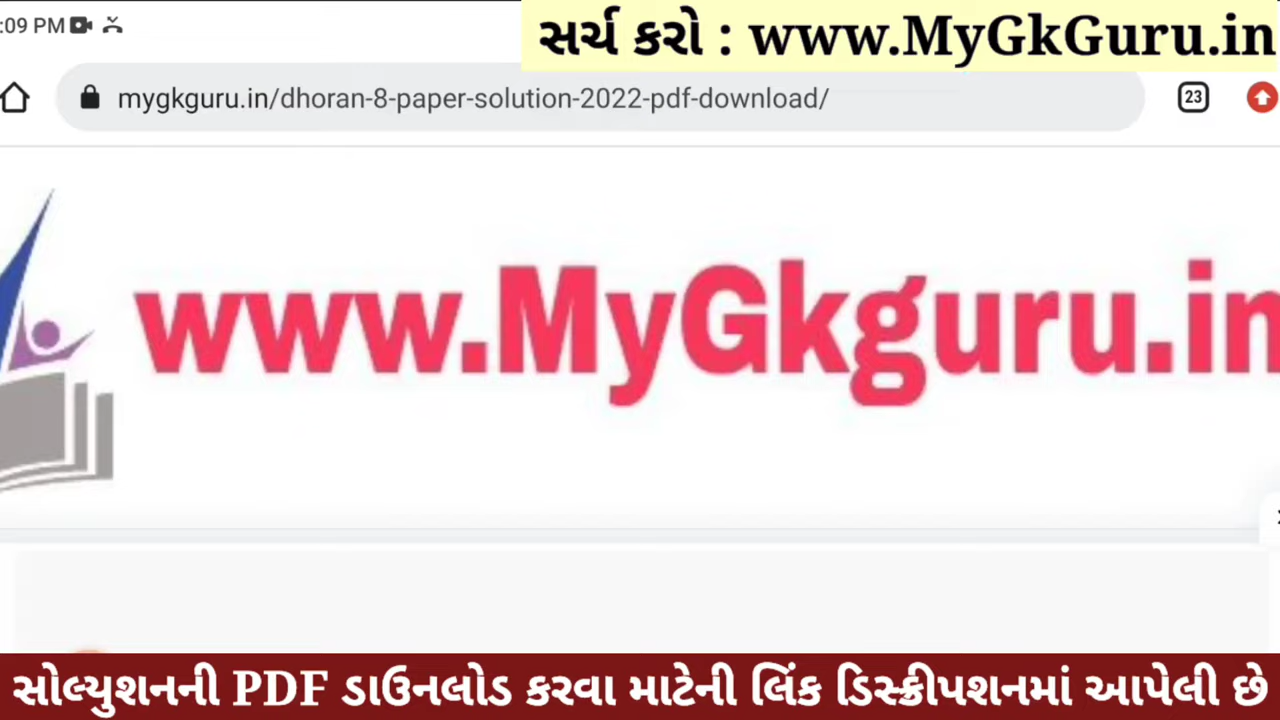 :09 PM
સર્ચ કરો : www.MyGkGuru.in
mygkguru.in/dhoran-8-paper-solution-2022-pdf-download/
23
www.MyGkguru.in
સોલ્યુશનની PDF ડાઉનલોડ કરવા માટેની લિંક ડિસ્ક્રીપશનમાં આપેલી છે